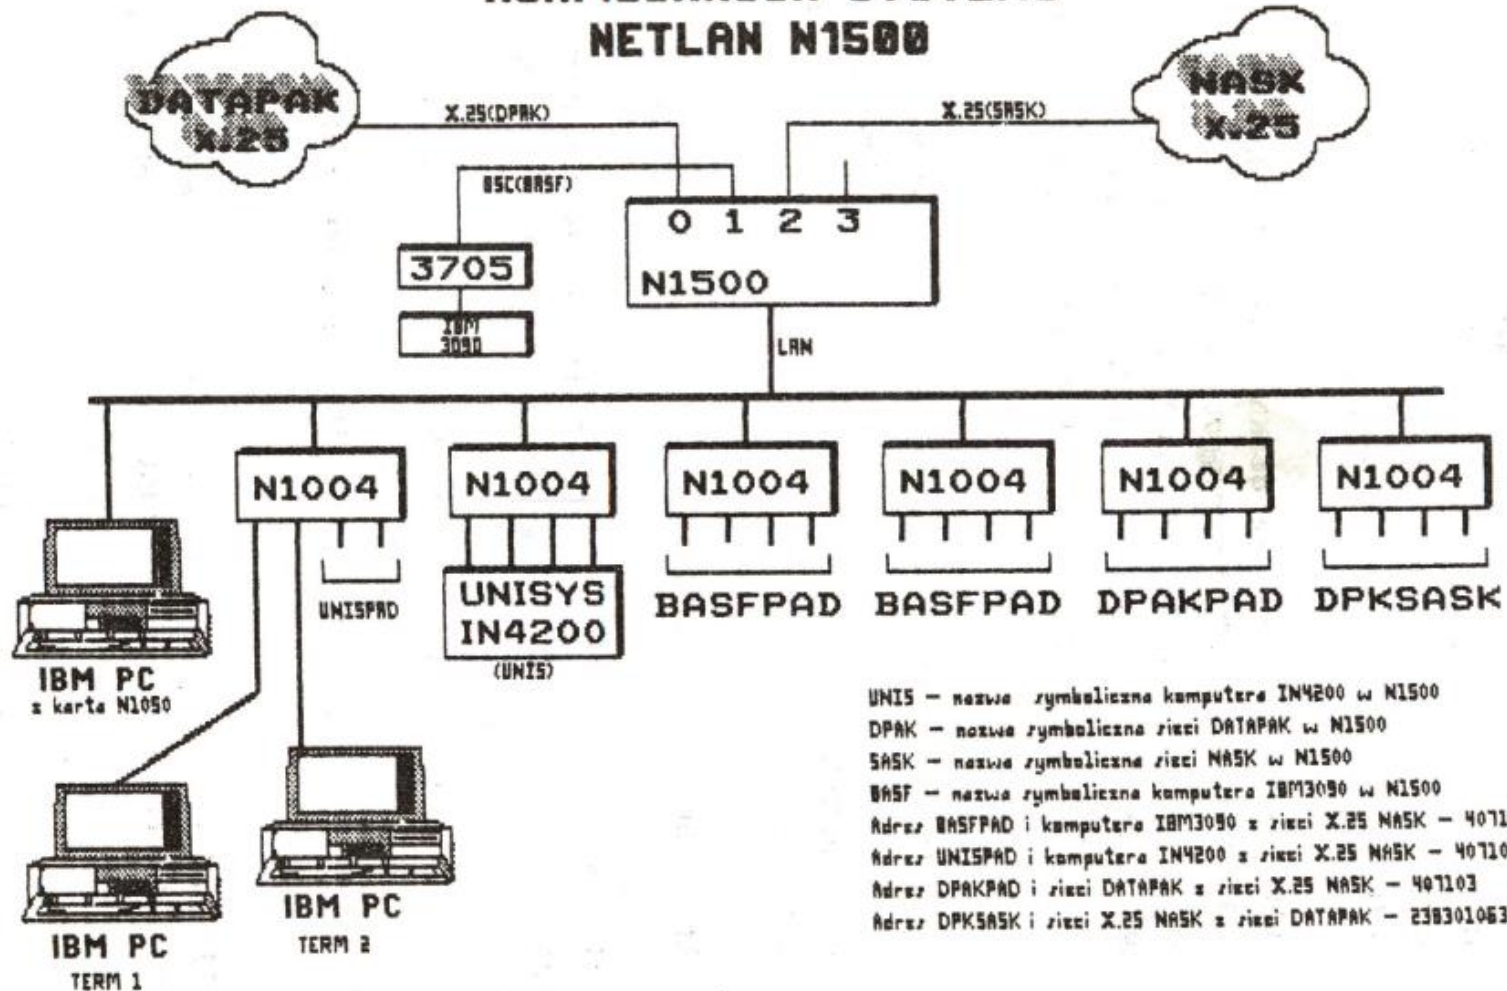 NETLAN N1500
DATAPAK
X.25
NASK
X.25
X.25(DPAK)
X.25(SASK)
BSC(BASF)
0 1 2 3
N1500
3705
IBM
3090
LAN
N1004
N1004
N1004
N1004
N1004
N1004
UNISPAD
UNISYS
IN4200
(UNIS)
BASFPAD
BASFPAD
DPAKPAD
DPKSASK
IBM PC
z karta N1050
IBM PC
TERM 1
IBM PC
TERM 2
UNIS — nazwa symboliczna komputera IN4200 w N1500
DPAK — nazwa symboliczna sieci DATAPAK w N1500
SASK — nazwa symboliczna sieci NASK w N1500
BASF — nazwa symboliczna komputera IBM3090 w N1500
Adres BASFPAD i komputera IBM3090 z sieci X.25 NASK — 4071
Adres UNISPAD i komputera IN4200 z sieci X.25 NASK — 40710
Adres DPAKPAD i sieci DATAPAK z sieci X.25 NASK — 407103
Adres DPKSASK i sieci X.25 NASK z sieci DATAPAK — 238301063